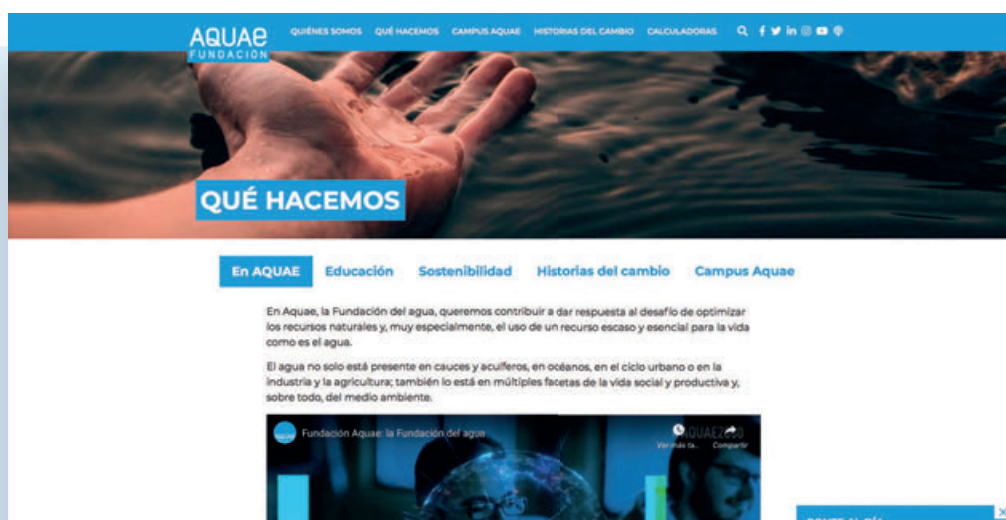 AQUAE
FUNDACIÓN
QUIÉNES SOMOS QUÉ HACEMOS CAMPUS AQUAE HISTORIAS DEL CAMBIO CALCULADORAS
QUÉ HACEMOS
En AQUAE Educación Sostenibilidad Historias del cambio Campus Aquae
En Aquae, la Fundación del agua, queremos contribuir a dar respuesta al desafío de optimizar
los recursos naturales y, muy especialmente, el uso de un recurso escaso y esencial para la vida
como es el agua.
El agua no solo está presente en cauces y acuíferos, en océanos, en el ciclo urbano o en la
industria y la agricultura; también lo está en múltiples facetas de la vida social y productiva y,
sobre todo, del medio ambiente.
Fundación Aquae: la Fundación del agua
Ver más ta... Compartir